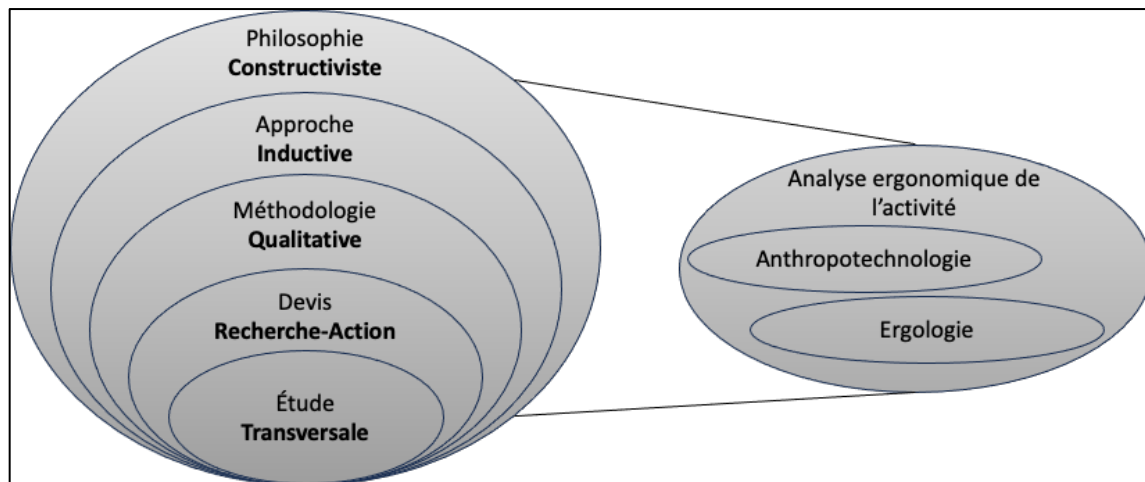 Philosophie
Constructiviste
Approche
Inductive
Méthodologie
Qualitative
Devis
Recherche-Action
Étude
Transversale
Analyse ergonomique de
l’activité
Anthropotechnologie
Ergologie